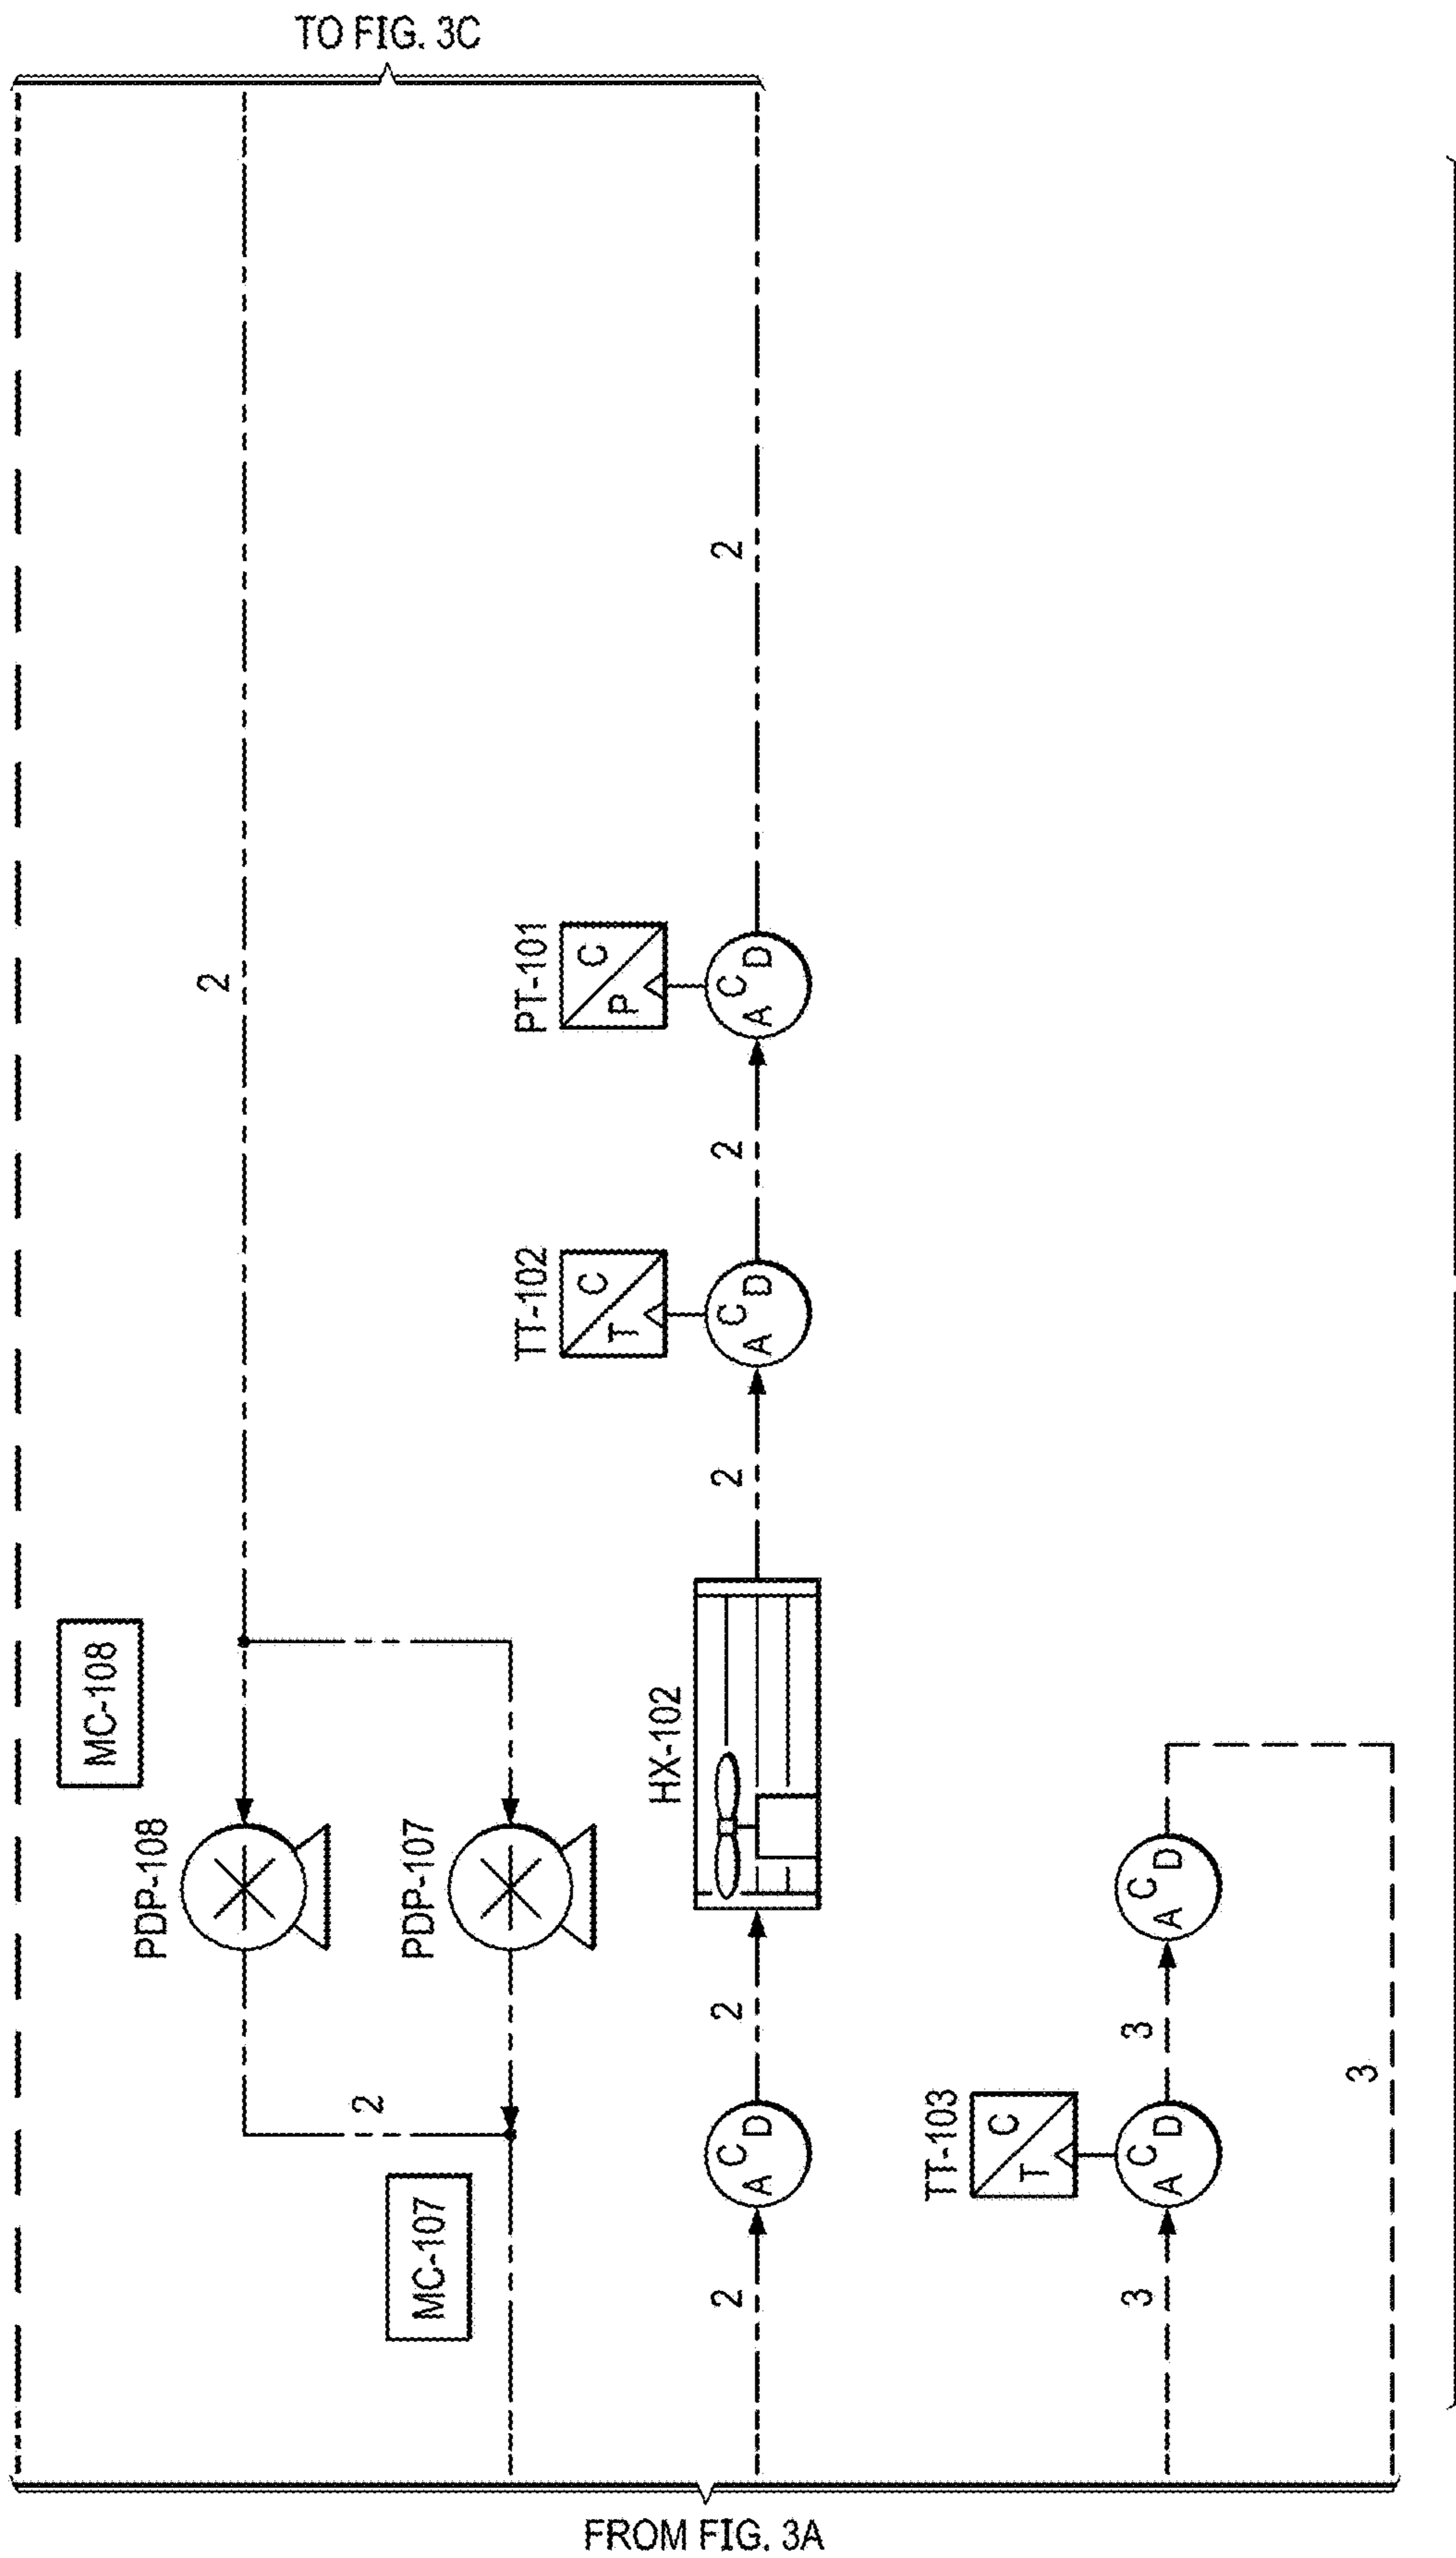 TO FIG. 3C
2
2
MC-108
PDP-108
PDP-107
2
MC-107
PT-101
C
P
A C D
2
TT-102
C
T
A C D
2
HX-102
2
A C D
2
A C D
3
TT-103
C
T
A C D
3
3
FROM FIG. 3A